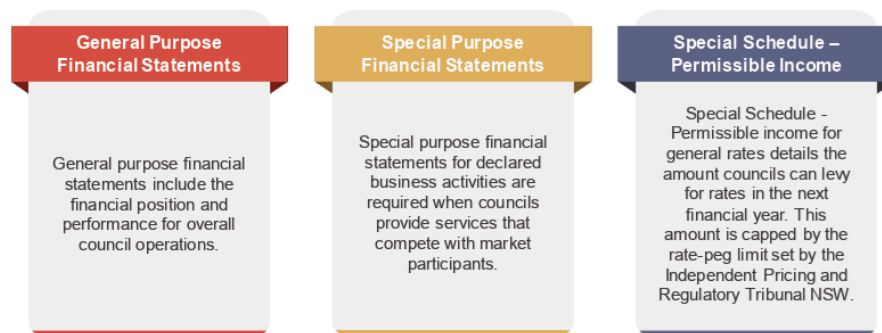 General Purpose
Financial Statements
General purpose financial
statements include the
financial position and
performance for overall
council operations.
Special Purpose
Financial Statements
Special purpose financial
statements for declared
business activities are
required when councils
provide services that
compete with market
participants.
Special Schedule –
Permissible Income
Special Schedule -
Permissible income for
general rates details the
amount councils can levy
for rates in the next
financial year. This
amount is capped by the
rate-peg limit set by the
Independent Pricing and
Regulatory Tribunal NSW.